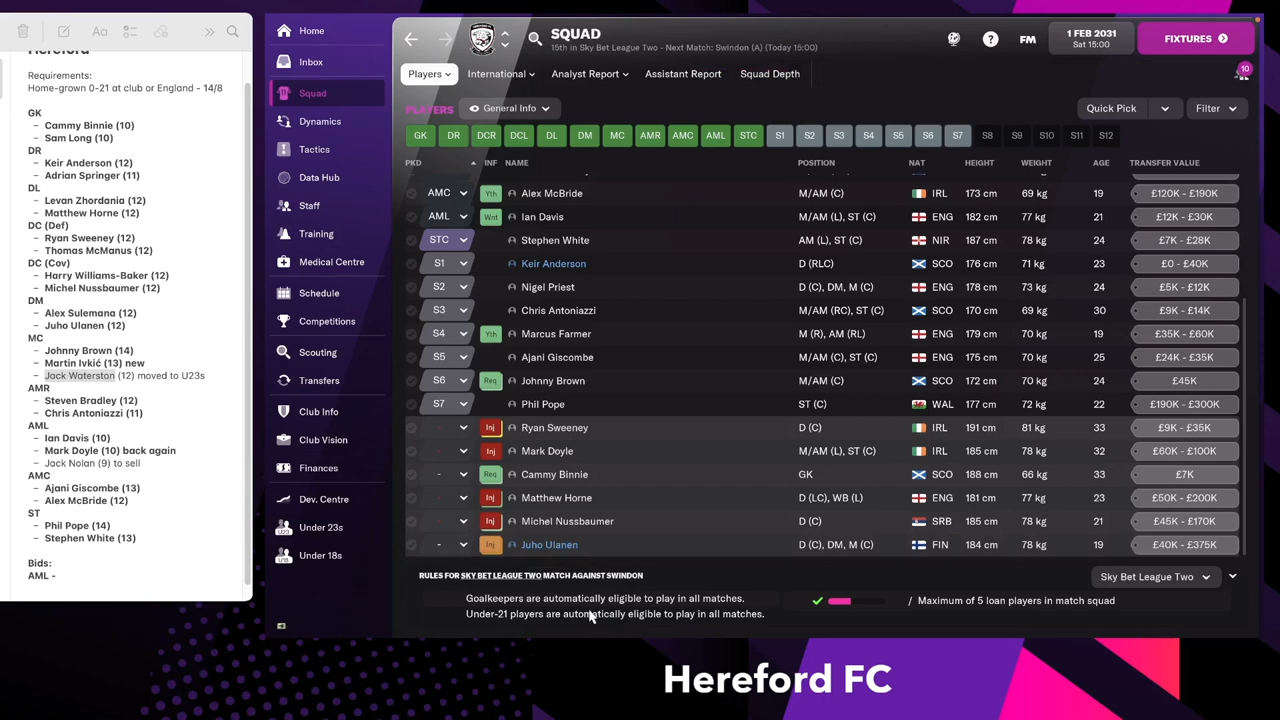 Hereford
Requirements:
Home-grown 0-21 at club or England - 14/8
GK
- Cammy Binnie (10)
- Sam Long (10)
DR
- Keir Anderson (12)
- Adrian Springer (11)
DL
- Levan Zhordania (12)
- Matthew Horne (12)
DC (Def)
- Ryan Sweeney (12)
- Thomas McManus (12)
DC (Cov)
- Harry Williams-Baker (12)
- Michel Nussbaumer (12)
DM
- Alex Sulemana (12)
- Juho Ulanen (12)
MC
- Johnny Brown (14)
- Martin Ivkić (13) new
- Jack Waterston (12) moved to U23s
AMR
- Steven Bradley (12)
- Chris Antoniazzi (11)
AML
- Ian Davis (10)
- Mark Doyle (10) back again
- Jack Nolan (9) to sell
AMC
- Ajani Giscombe (13)
- Alex McBride (12)
ST
- Phil Pope (14)
- Stephen White (13)
Bids:
AML -
Home
Inbox
Squad
Dynamics
Tactics
Data Hub
Staff
Training
Medical Centre
Schedule
Competitions
Scouting
Transfers
Club Info
Club Vision
Finances
Dev. Centre
U23 Under 23s
U18 Under 18s
SQUAD
15th in Sky Bet League Two - Next Match: Swindon (A) (Today 15:00)
? FM 1 FEB 2031 Sat 15:00 FIXTURES
Players International Analyst Report Assistant Report Squad Depth 10
PLAYERS General Info Quick Pick Filter
GK DR DCR DCL DL DM MC AMR AMC AML STC S1 S2 S3 S4 S5 S6 S7 S8 S9 S10 S11 S12
PKD INF NAME POSITION NAT HEIGHT WEIGHT AGE TRANSFER VALUE
AMC Yth Alex McBride M/AM (C) IRL 173 cm 69 kg 19 £120K - £190K
AML Wnt Ian Davis M/AM (L), ST (C) ENG 182 cm 77 kg 21 £12K - £30K
STC Stephen White AM (L), ST (C) NIR 187 cm 78 kg 24 £7K - £28K
S1 Keir Anderson D (RLC) SCO 176 cm 71 kg 23 £0 - £40K
S2 Nigel Priest D (C), DM, M (C) ENG 178 cm 73 kg 24 £5K - £12K
S3 Chris Antoniazzi M/AM (RC), ST (C) SCO 170 cm 69 kg 30 £9K - £14K
S4 Yth Marcus Farmer M (R), AM (RL) ENG 179 cm 70 kg 19 £35K - £60K
S5 Ajani Giscombe M/AM (C), ST (C) ENG 175 cm 70 kg 25 £24K - £35K
S6 Req Johnny Brown M/AM (C) SCO 172 cm 70 kg 24 £45K
S7 Phil Pope ST (C) WAL 177 cm 72 kg 22 £190K - £300K
- Inj Ryan Sweeney D (C) IRL 191 cm 81 kg 33 £9K - £35K
- Inj Mark Doyle M/AM (L), ST (C) IRL 185 cm 78 kg 32 £60K - £100K
- Req Cammy Binnie GK SCO 188 cm 66 kg 33 £7K
- Inj Matthew Horne D (LC), WB (L) ENG 181 cm 77 kg 23 £50K - £200K
- Inj Michel Nussbaumer D (C) SRB 185 cm 78 kg 21 £45K - £170K
- Inj Juho Ulanen D (C), DM, M (C) FIN 184 cm 78 kg 19 £40K - £375K
RULES FOR SKY BET LEAGUE TWO MATCH AGAINST SWINDON Sky Bet League Two
Goalkeepers are automatically eligible to play in all matches.
Under-21 players are automatically eligible to play in all matches.
/ Maximum of 5 loan players in match squad
Hereford FC